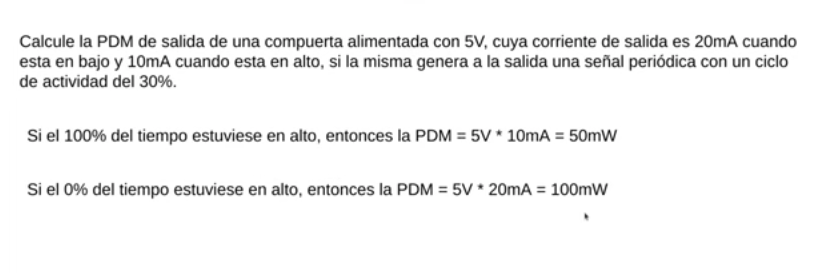 Calcule la PDM de salida de una compuerta alimentada con 5V, cuya corriente de salida es 20mA cuando
esta en bajo y 10mA cuando esta en alto, si la misma genera a la salida una señal periódica con un ciclo
de actividad del 30%.
Si el 100% del tiempo estuviese en alto, entonces la PDM = 5V * 10mA = 50mW
Si el 0% del tiempo estuviese en alto, entonces la PDM = 5V * 20mA = 100mW